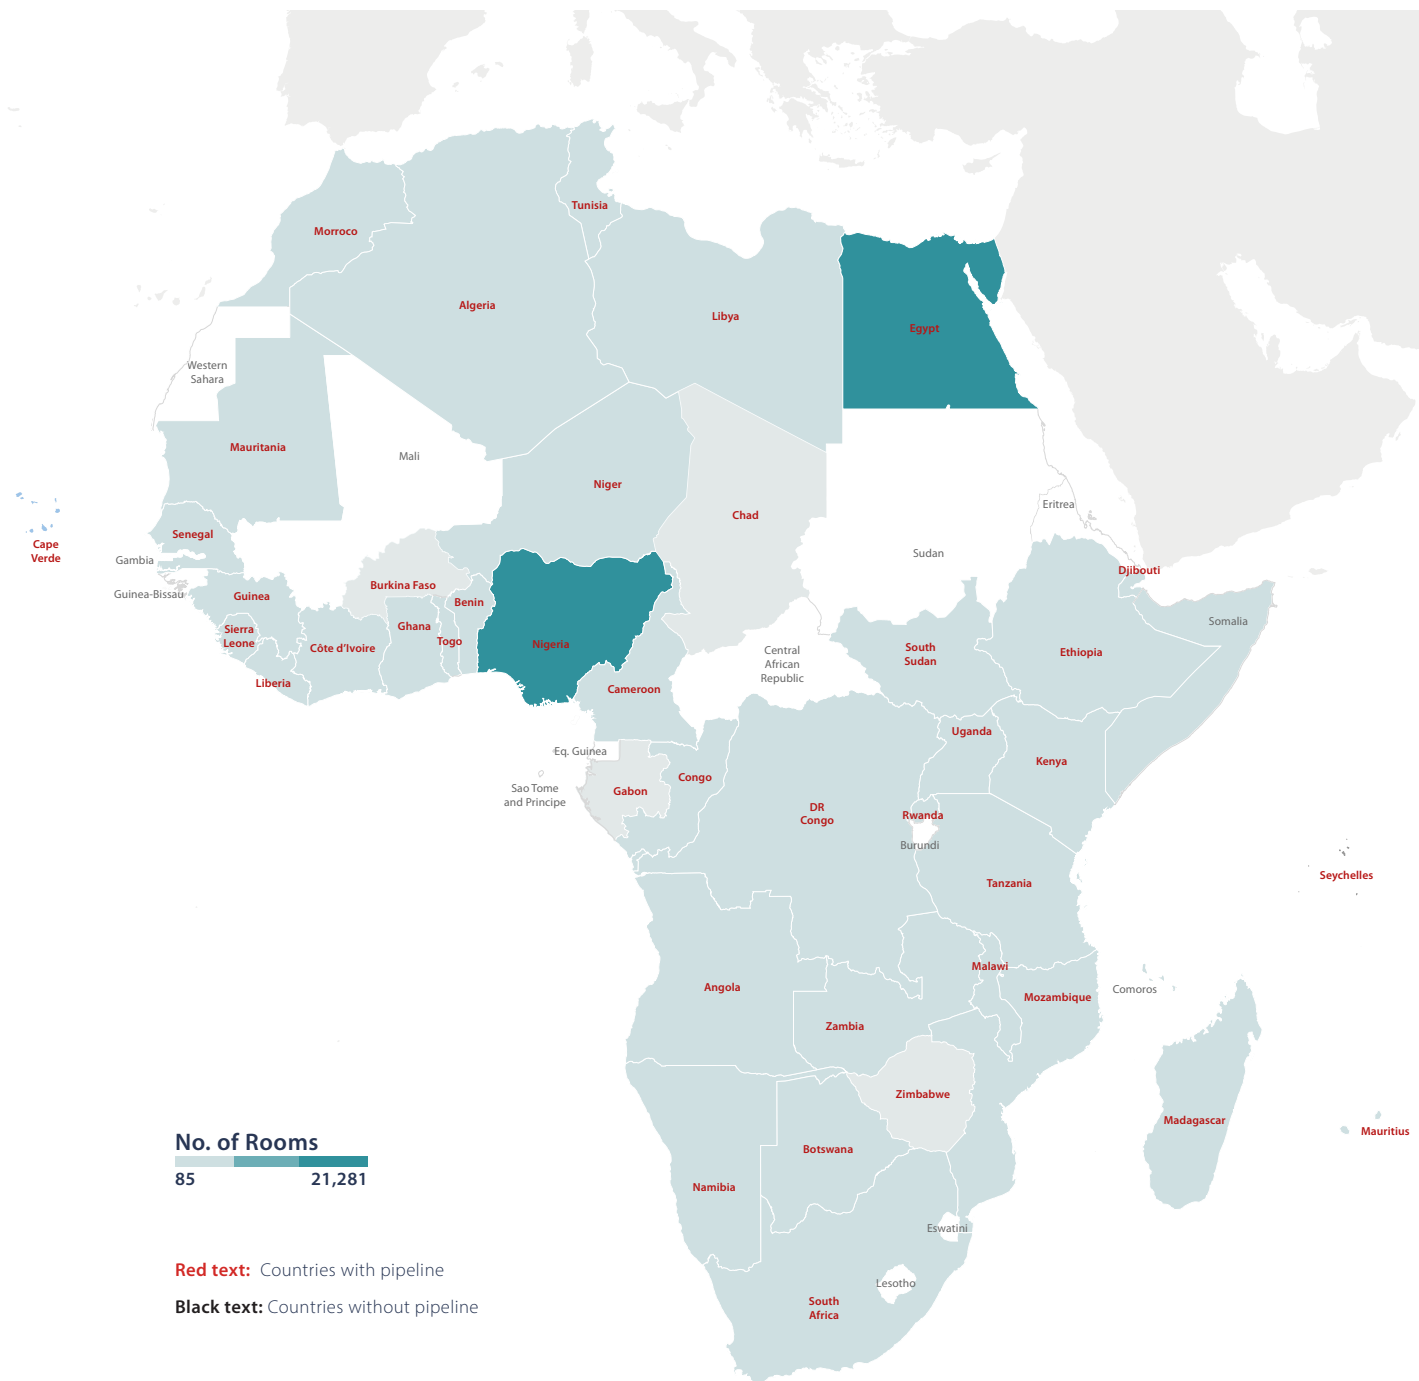 Tunisia
Morroco
Algeria
Libya
Egypt
Western
Sahara
Mauritania
Mali
Niger
Chad
Eritrea
Cape
Verde
Senegal
Gambia
Sudan
Djibouti
Guinea-Bissau
Guinea
Burkina Faso
Benin
Sierra
Leone
Côte d’Ivoire
Ghana
Togo
Nigeria
Somalia
Liberia
Cameroon
Central
African
Republic
South
Sudan
Ethiopia
Eq. Guinea
Sao Tome
and Principe
Gabon
Congo
Uganda
Kenya
DR
Congo
Rwanda
Burundi
Tanzania
Seychelles
Angola
Malawi
Zambia
Mozambique
Comoros
Zimbabwe
Madagascar
Mauritius
Botswana
Namibia
Eswatini
Lesotho
South
Africa
No. of Rooms
85 21,281
Red text: Countries with pipeline
Black text: Countries without pipeline